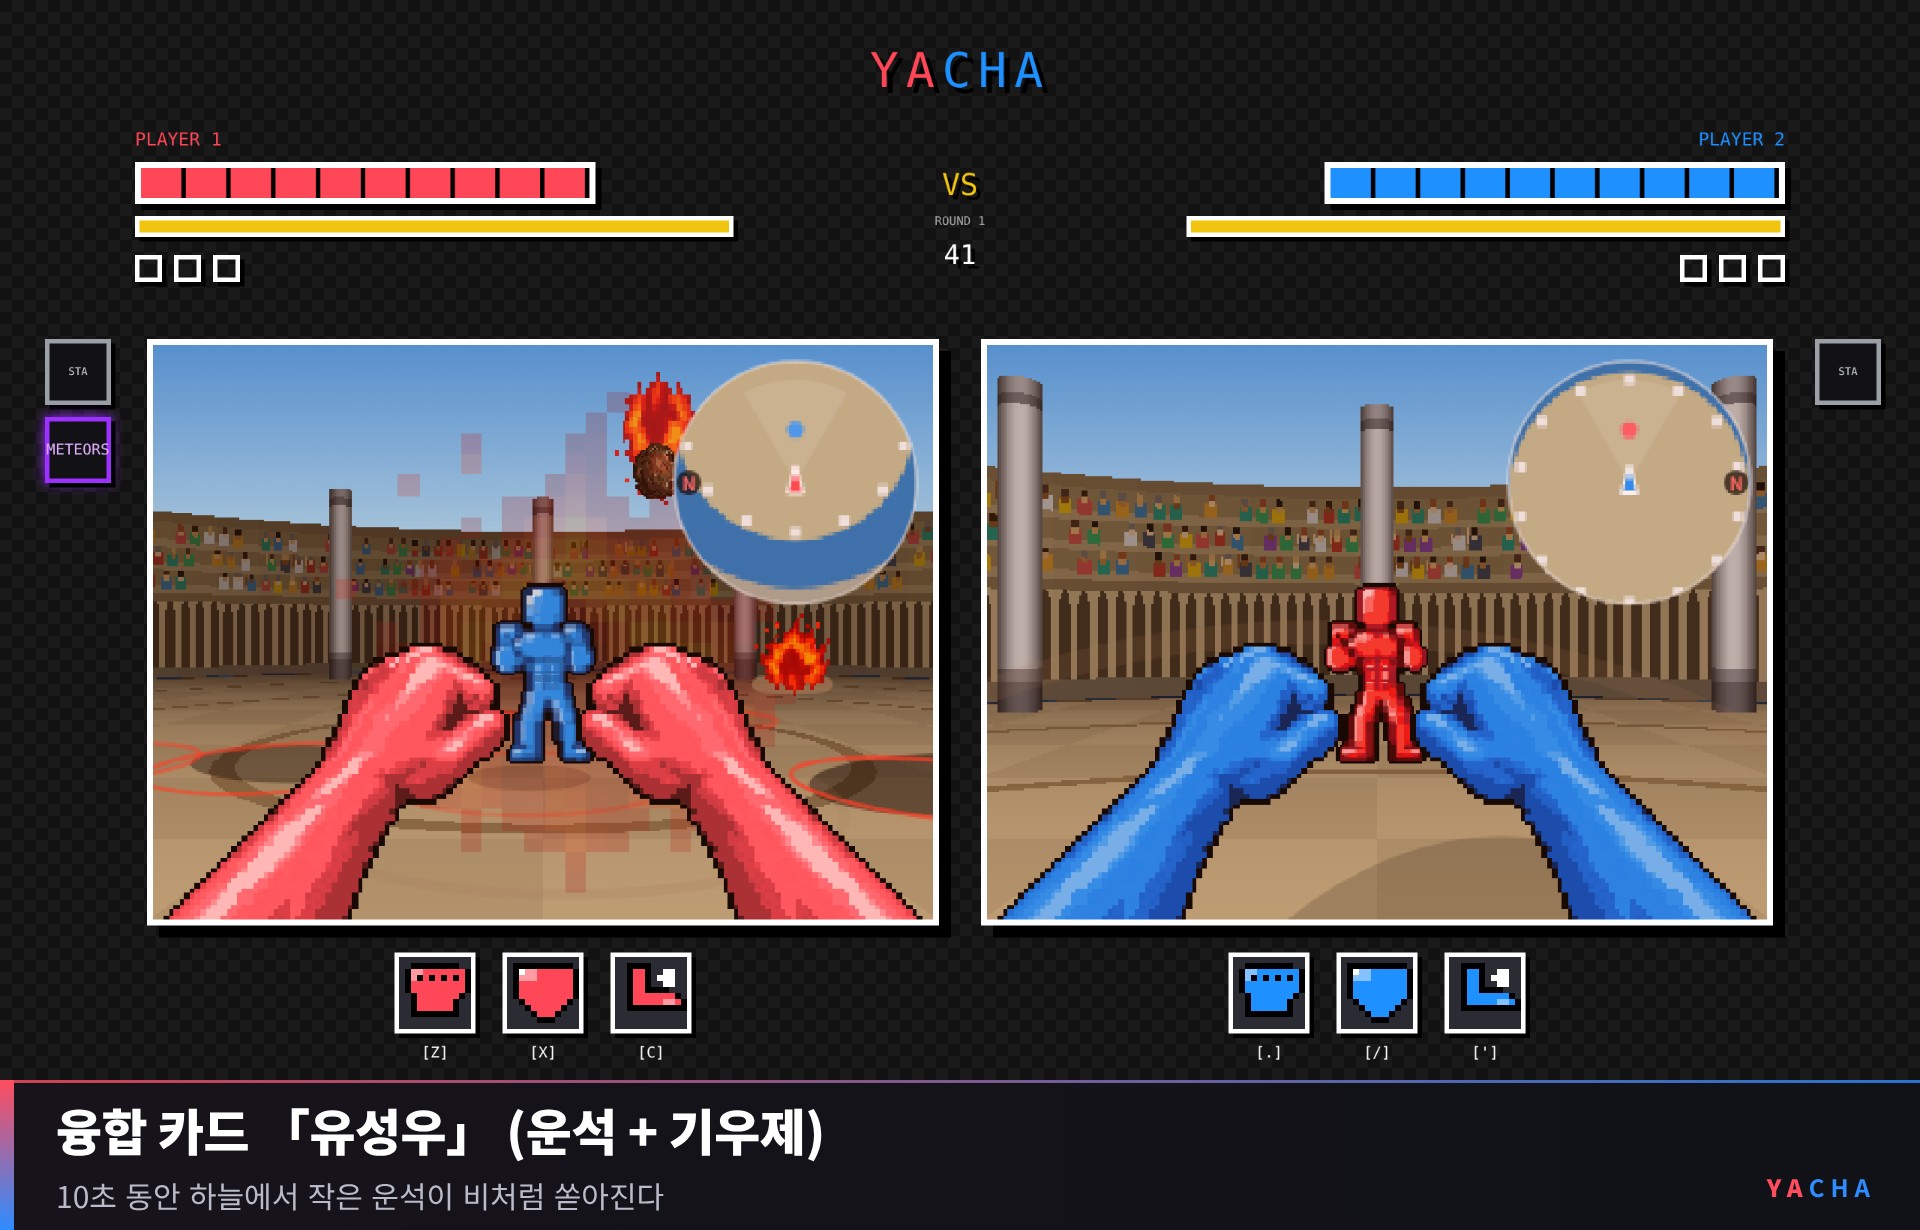 YACHA
PLAYER 1
PLAYER 2
VS
ROUND 1
41
STA
METEORS
N
N
STA
[Z]
[X]
[C]
[.]
[/]
[']
융합 카드 「유성우」 (운석 + 기우제)
10초 동안 하늘에서 작은 운석이 비처럼 쏟아진다
YACHA